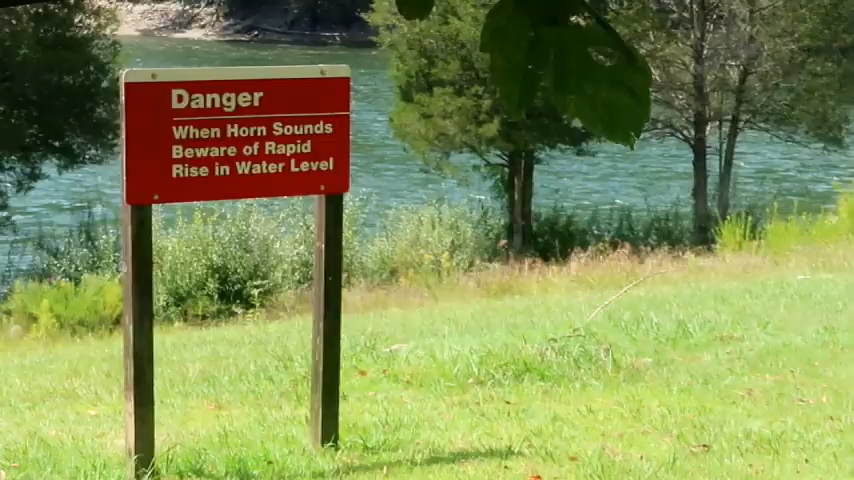 Danger
When Horn Sounds
Beware of Rapid
Rise in Water Level